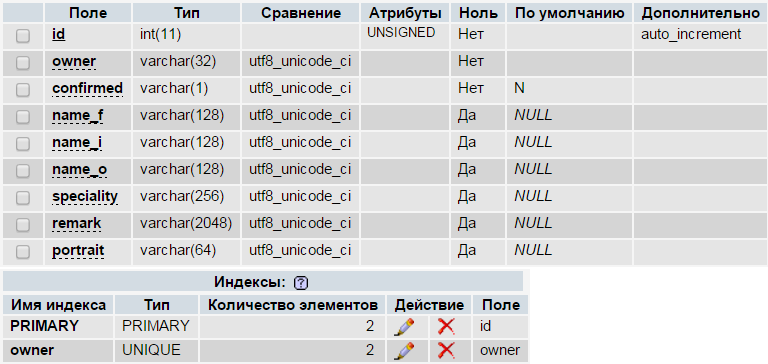 Поле Тип Сравнение Атрибуты Ноль По умолчанию Дополнительно
id int(11) UNSIGNED Нет auto_increment
owner varchar(32) utf8_unicode_ci Нет
confirmed varchar(1) utf8_unicode_ci Нет N
name_f varchar(128) utf8_unicode_ci Да NULL
name_i varchar(128) utf8_unicode_ci Да NULL
name_o varchar(128) utf8_unicode_ci Да NULL
speciality varchar(256) utf8_unicode_ci Да NULL
remark varchar(2048) utf8_unicode_ci Да NULL
portrait varchar(64) utf8_unicode_ci Да NULL
Индексы: ?
Имя индекса Тип Количество элементов Действие Поле
PRIMARY PRIMARY 2 id
owner UNIQUE 2 owner